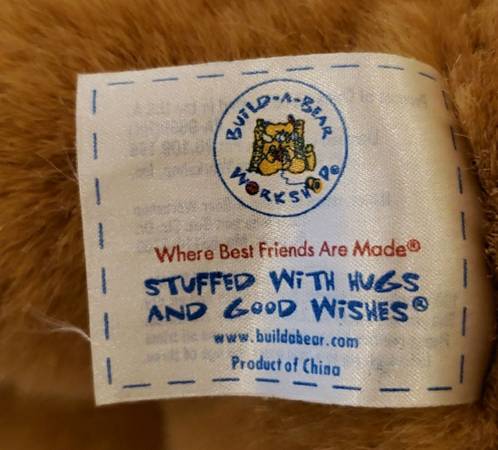 BUILD-A-BEAR
WORKSHOP®
Where Best Friends Are Made®
STUFFED WITH HUGS
AND GOOD WISHES®
www.buildabear.com
Product of China